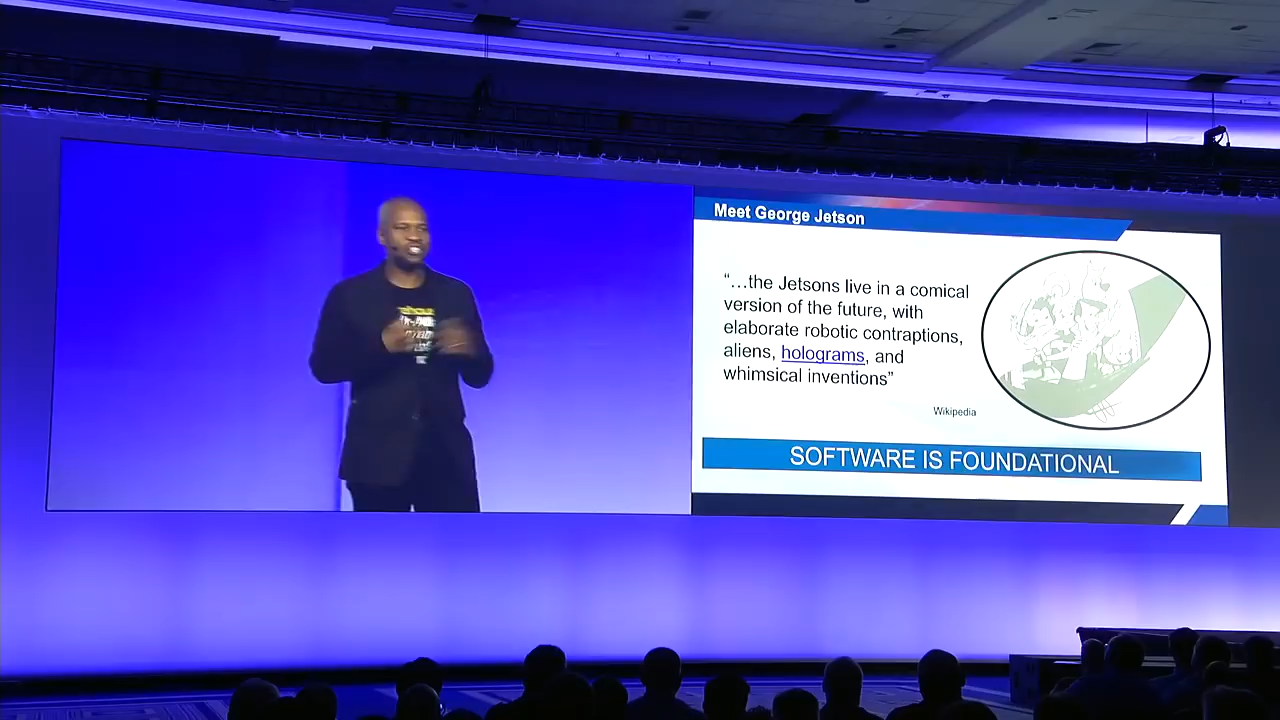 Meet George Jetson
“…the Jetsons live in a comical
version of the future, with
elaborate robotic contraptions,
aliens, holograms, and
whimsical inventions”
Wikipedia
SOFTWARE IS FOUNDATIONAL